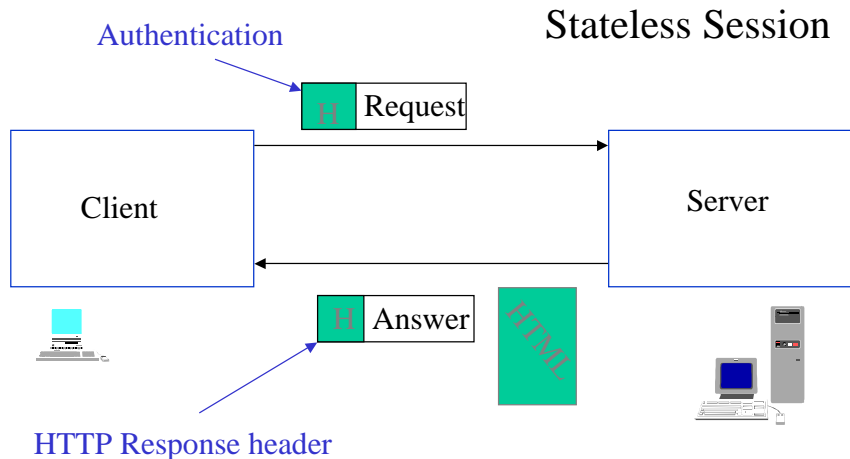 Stateless Session
Authentication
H Request
Client
Server
H Answer
HTML
HTTP Response header